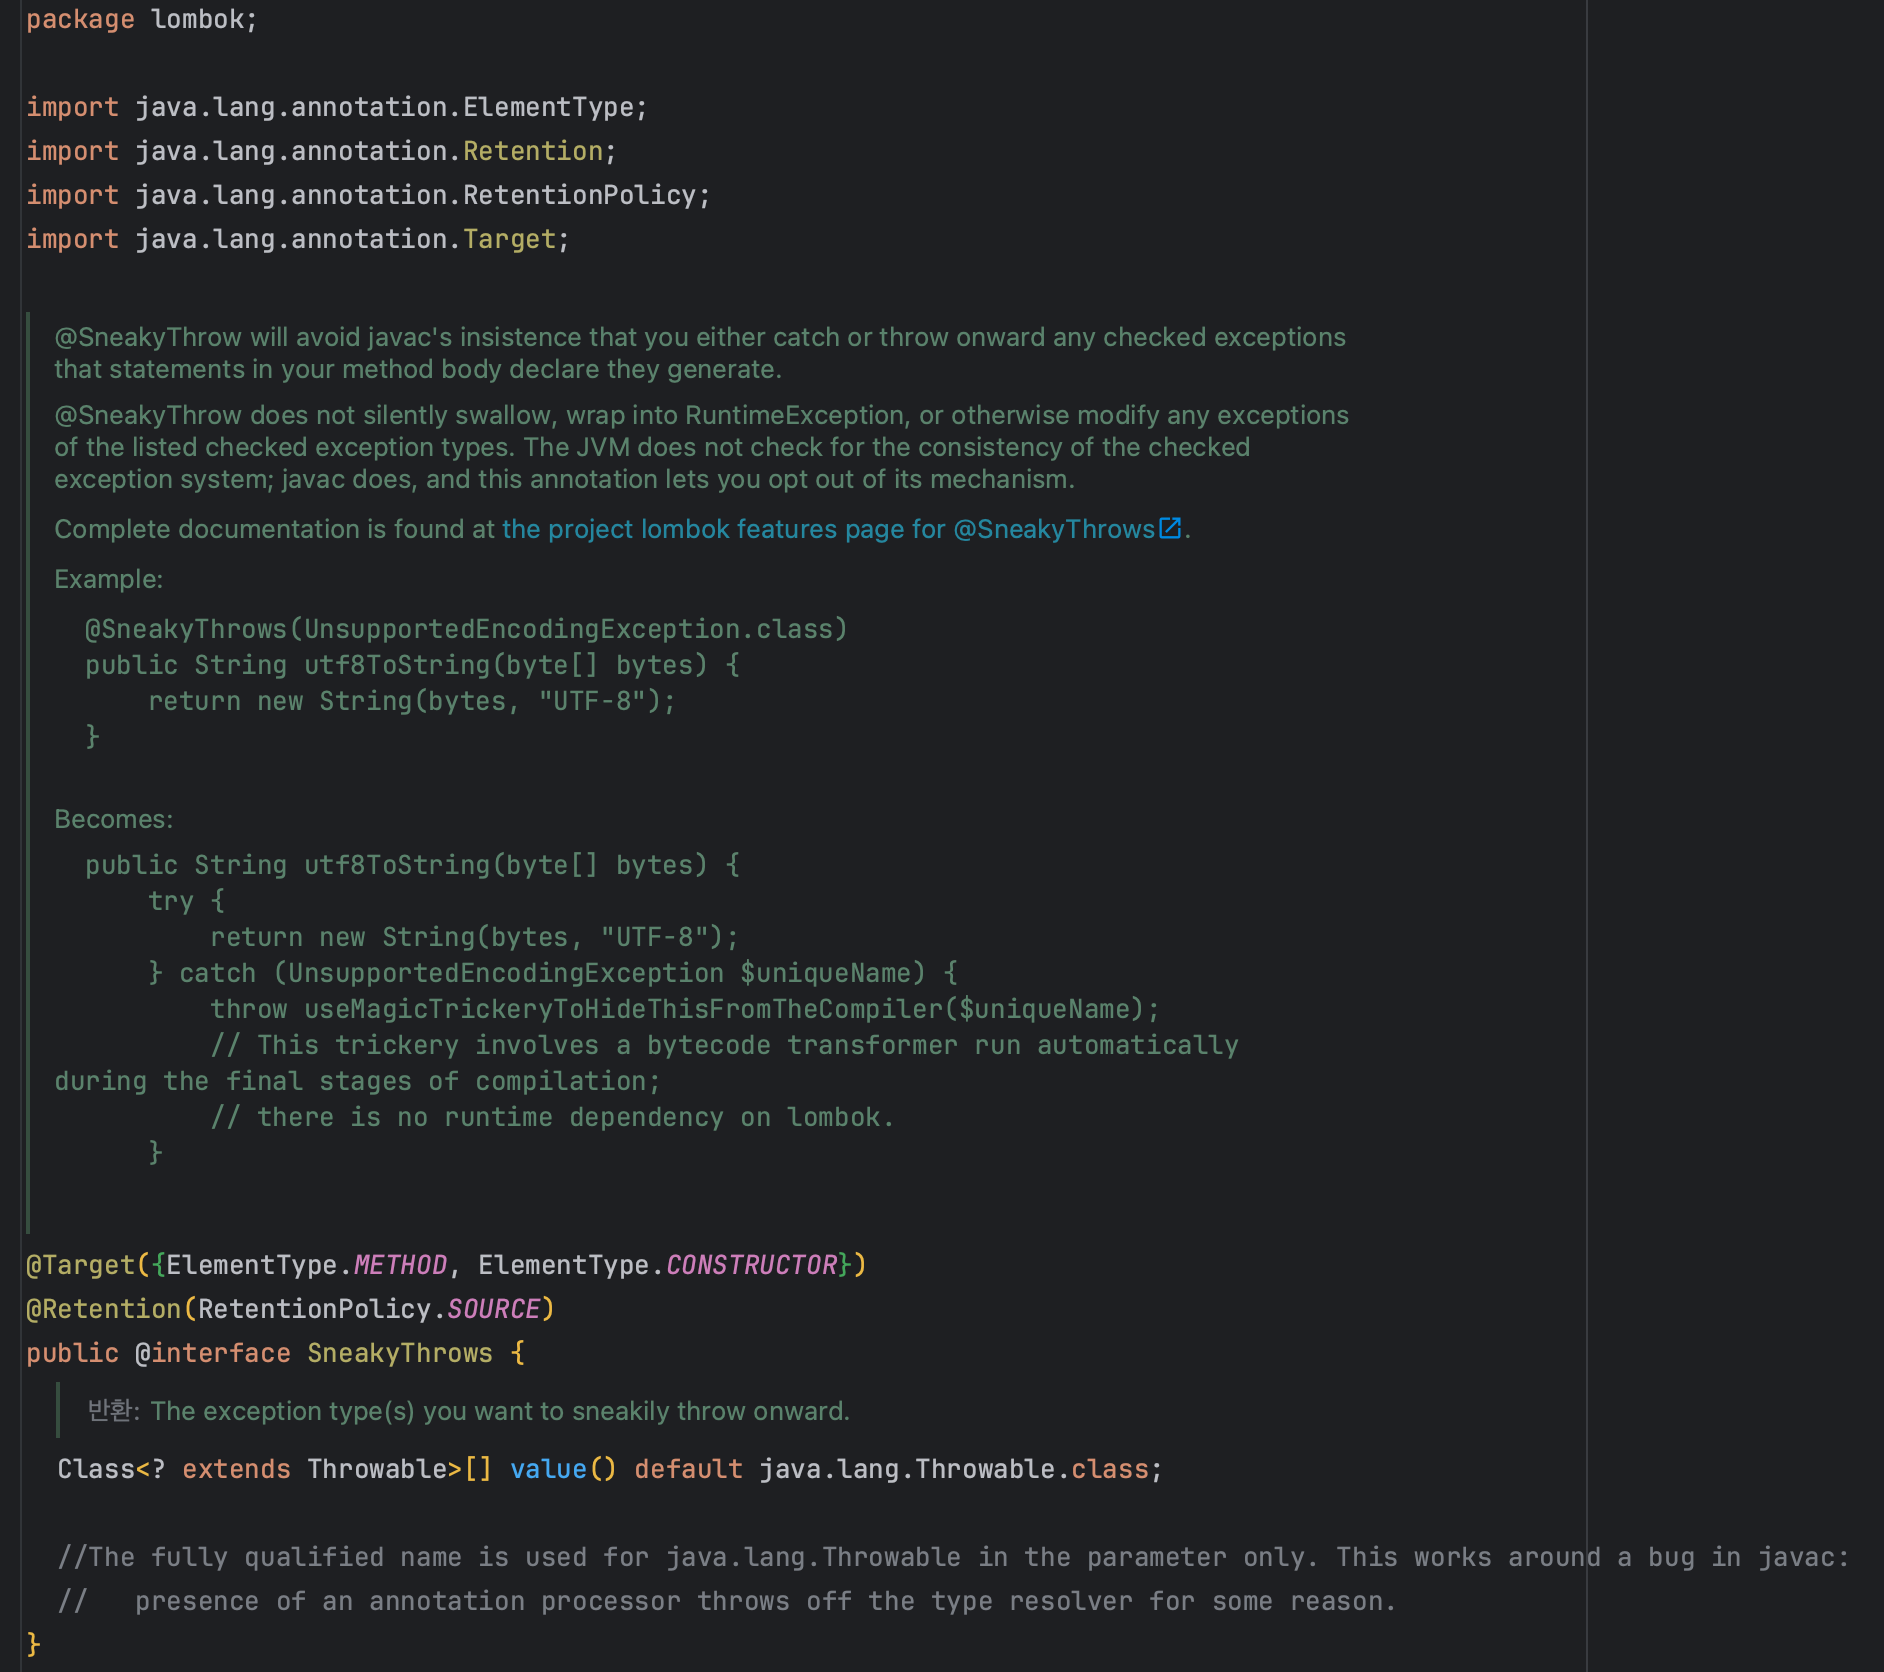 package lombok;
import java.lang.annotation.ElementType;
import java.lang.annotation.Retention;
import java.lang.annotation.RetentionPolicy;
import java.lang.annotation.Target;
@SneakyThrow will avoid javac's insistence that you either catch or throw onward any checked exceptions
that statements in your method body declare they generate.
@SneakyThrow does not silently swallow, wrap into RuntimeException, or otherwise modify any exceptions
of the listed checked exception types. The JVM does not check for the consistency of the checked
exception system; javac does, and this annotation lets you opt out of its mechanism.
Complete documentation is found at the project lombok features page for @SneakyThrows.
Example:
@SneakyThrows(UnsupportedEncodingException.class)
public String utf8ToString(byte[] bytes) {
    return new String(bytes, "UTF-8");
}
Becomes:
public String utf8ToString(byte[] bytes) {
    try {
        return new String(bytes, "UTF-8");
    } catch (UnsupportedEncodingException $uniqueName) {
        throw useMagicTrickeryToHideThisFromTheCompiler($uniqueName);
        // This trickery involves a bytecode transformer run automatically
during the final stages of compilation;
        // there is no runtime dependency on lombok.
    }
@Target({ElementType.METHOD, ElementType.CONSTRUCTOR})
@Retention(RetentionPolicy.SOURCE)
public @interface SneakyThrows {
반환: The exception type(s) you want to sneakily throw onward.
Class<? extends Throwable>[] value() default java.lang.Throwable.class;
//The fully qualified name is used for java.lang.Throwable in the parameter only. This works around a bug in javac:
//   presence of an annotation processor throws off the type resolver for some reason.
}